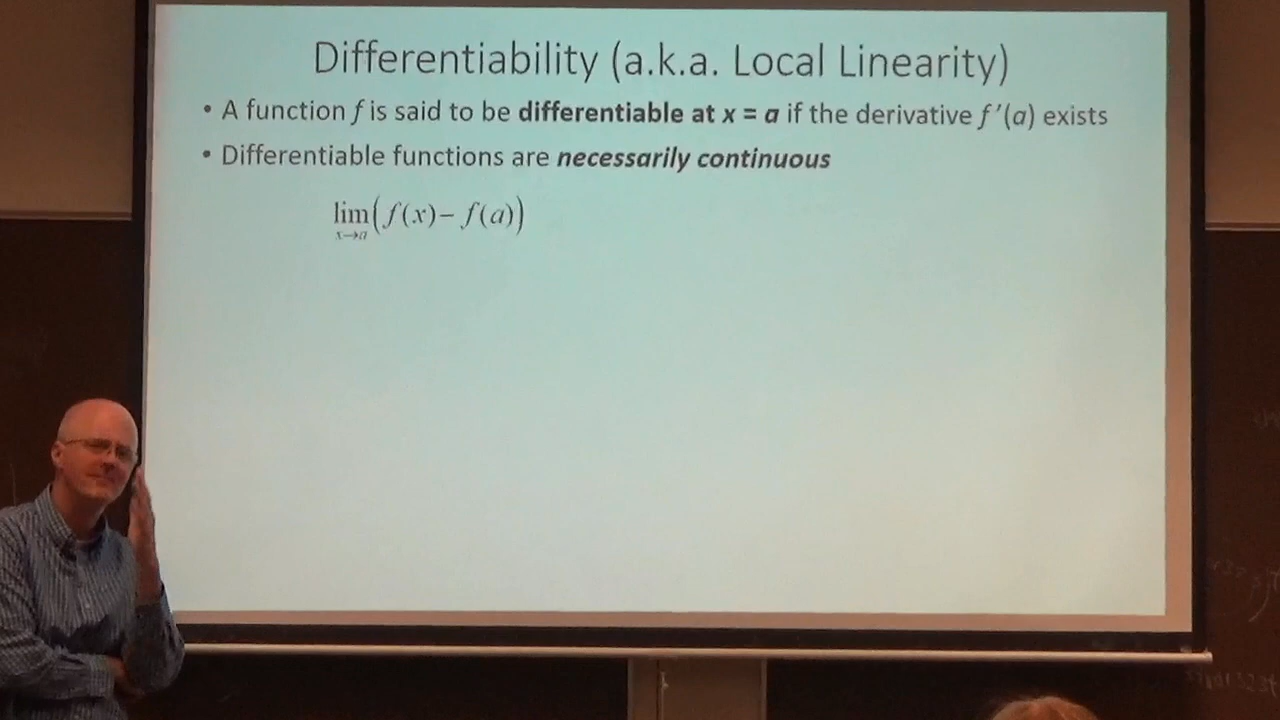 Differentiability (a.k.a. Local Linearity)
• A function f is said to be differentiable at x = a if the derivative f ′(a) exists
• Differentiable functions are necessarily continuous
lim(f(x)− f(a))
x→a